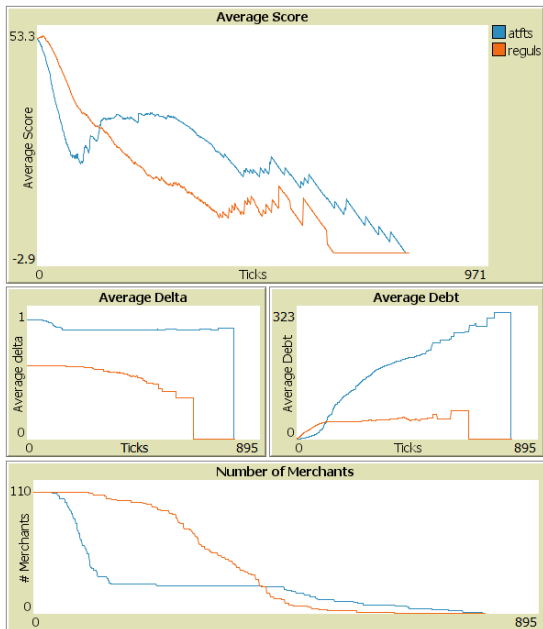 Average Score
53.3
Average Score
-2.9
0
Ticks
971
atfts
reguls
Average Delta
1
Average delta
0
0
Ticks
895
Average Debt
323
Average Debt
0
0
Ticks
895
Number of Merchants
110
# Merchants
0
0
895